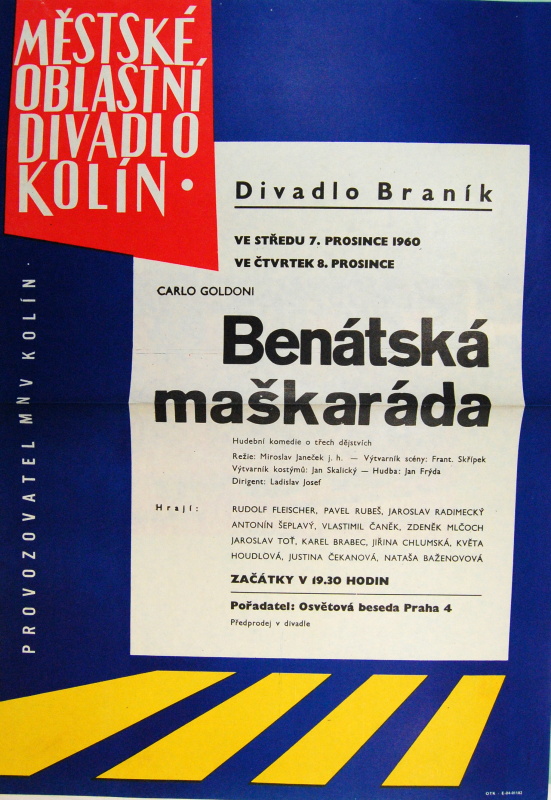 MĚSTSKÉ
OBLASTNÍ
DIVADLO
KOLÍN ·
PROVOZOVATEL MNV KOLÍN ·
Divadlo Braník
VE STŘEDU 7. PROSINCE 1960
VE ČTVRTEK 8. PROSINCE
CARLO GOLDONI
Benátská
maškaráda
Hudební komedie o třech dějstvích
Režie: Miroslav Janeček j. h. — Výtvarník scény: Frant. Skřípek
Výtvarník kostýmů: Jan Skalický — Hudba: Jan Frýda
Dirigent: Ladislav Josef
Hrají:
RUDOLF FLEISCHER, PAVEL RUBEŠ, JAROSLAV RADIMECKÝ
ANTONÍN ŠEPLAVÝ, VLASTIMIL ČANĚK, ZDENĚK MLČOCH
JAROSLAV TOŤ, KAREL BRABEC, JIŘINA CHLUMSKÁ, KVĚTA
HOUDLOVÁ, JUSTINA ČEKANOVÁ, NATAŠA BAŽENOVOVÁ
ZAČÁTKY V 19.30 HODIN
Pořadatel: Osvětová beseda Praha 4
Předprodej v divadle